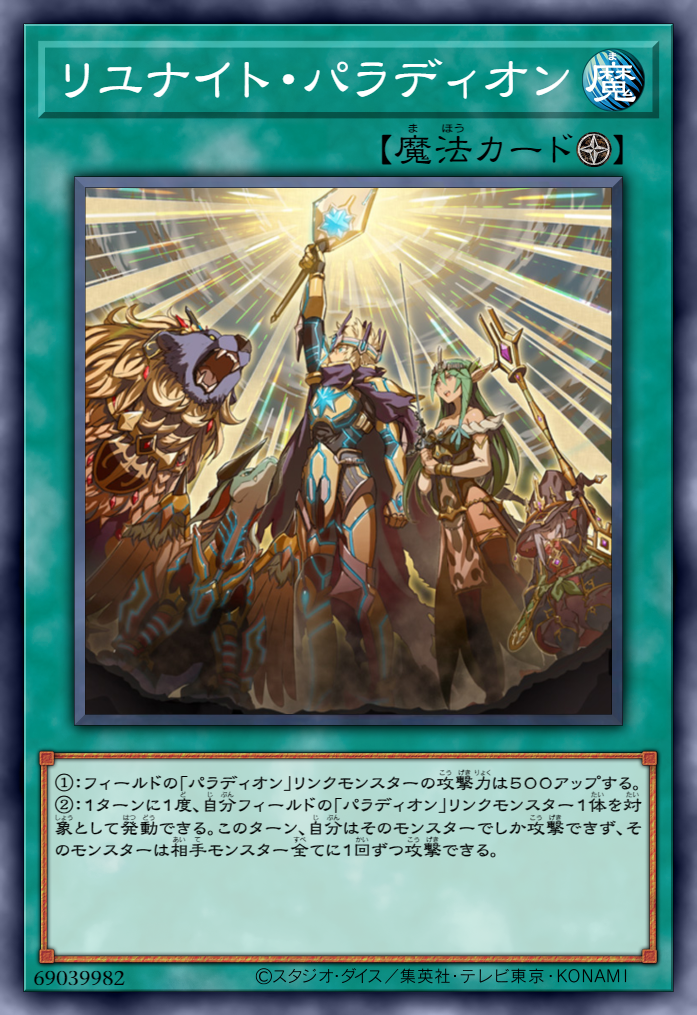 リユナイト・パラディオン 魔
【魔法カード】
①:フィールドの「パラディオン」リンクモンスターの攻撃力は500アップする。
②:1ターンに1度、自分フィールドの「パラディオン」リンクモンスター1体を対
象として発動できる。このターン、自分はそのモンスターでしか攻撃できず、そ
のモンスターは相手モンスター全てに1回ずつ攻撃できる。
69039982 ©スタジオ・ダイス/集英社・テレビ東京・KONAMI